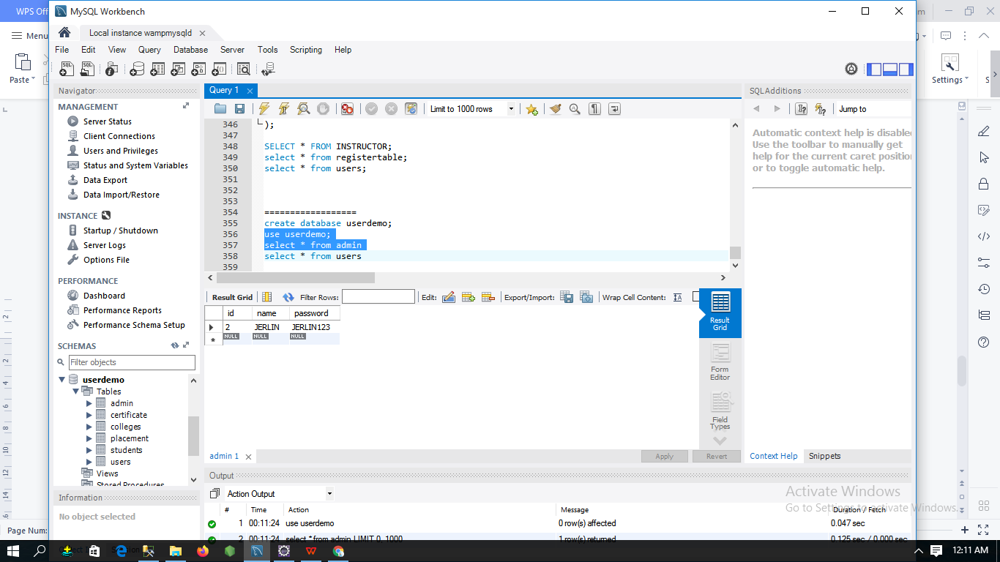 WPS Off
MySQL Workbench
Menu
Local instance wampmysqld
File Edit View Query Database Server Tools Scripting Help
Paste
Settings
S
Navigator
MANAGEMENT
Server Status
Client Connections
Users and Privileges
Status and System Variables
Data Export
Data Import/Restore
INSTANCE
Startup / Shutdown
Server Logs
Options File
PERFORMANCE
Dashboard
Performance Reports
Performance Schema Setup
SCHEMAS
Filter objects
userdemo
Tables
admin
certificate
colleges
placement
students
users
Views
Stored Procedures
Information
No object selected
Query 1
Limit to 1000 rows
346 );
347
348 SELECT * FROM INSTRUCTOR;
349 select * from registertable;
350 select * from users;
351
352
353
354 ==================
355 create database userdemo;
356 use userdemo;
357 select * from admin
358 select * from users
359
Result Grid Filter Rows: Edit: Export/Import: Wrap Cell Content:
id name password
2 JERLIN JERLIN123
NULL NULL NULL
Result
Grid
Form
Editor
Field
Types
admin 1
Apply Revert
SQLAdditions
Jump to
Automatic context help is disable
Use the toolbar to manually get
help for the current caret position
or to toggle automatic help.
Context Help Snippets
Output
Action Output
# Time Action Message Duration / Fetch
1 00:11:24 use userdemo 0 row(s) affected 0.047 sec
2 00:11:24 select * from admin LIMIT 0, 1000 1 row(s) returned 0.125 sec / 0.000 sec
Activate Windows
Go to Settings to activate Windows.
Page Num:
12:11 AM